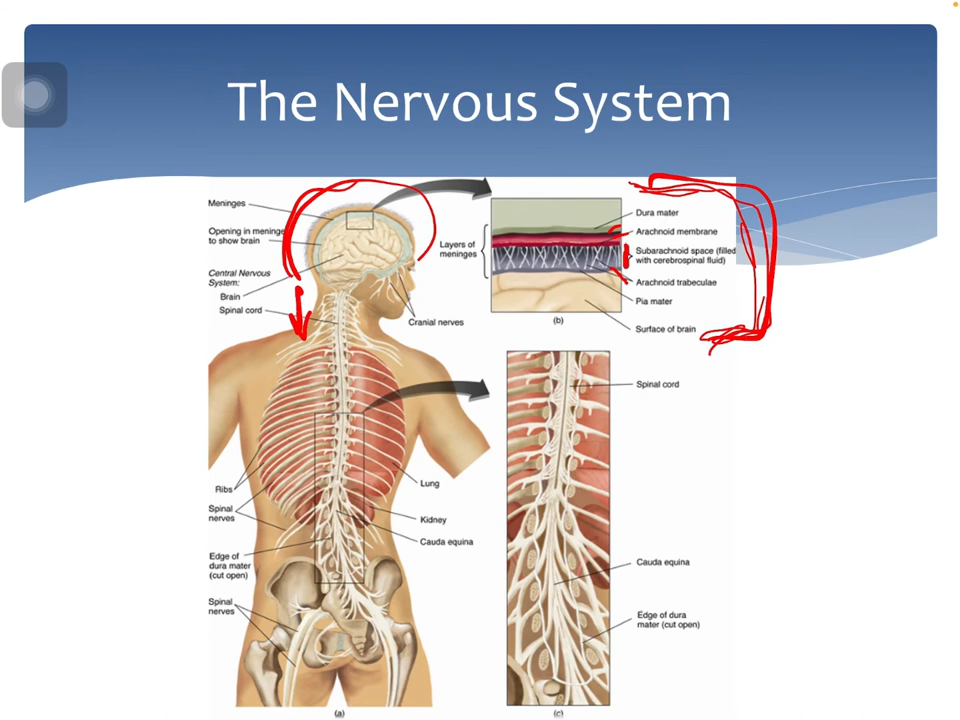 The Nervous System
Meninges
Opening in mening
to show brain
Central Nervous
System:
Brain
Spinal cord
Cranial nerves
Ribs
Spinal
nerves
Edge of
dura mater
(cut open)
Spinal
nerves
Lung
Kidney
Cauda equina
(a)
Layers of
meninges
Dura mater
Arachnoid membrane
Subarachnoid space (filled
with cerebrospinal fluid)
Arachnoid trabeculae
Pia mater
Surface of brain
(b)
Spinal cord
Cauda equina
Edge of dura
mater (cut open)
(c)